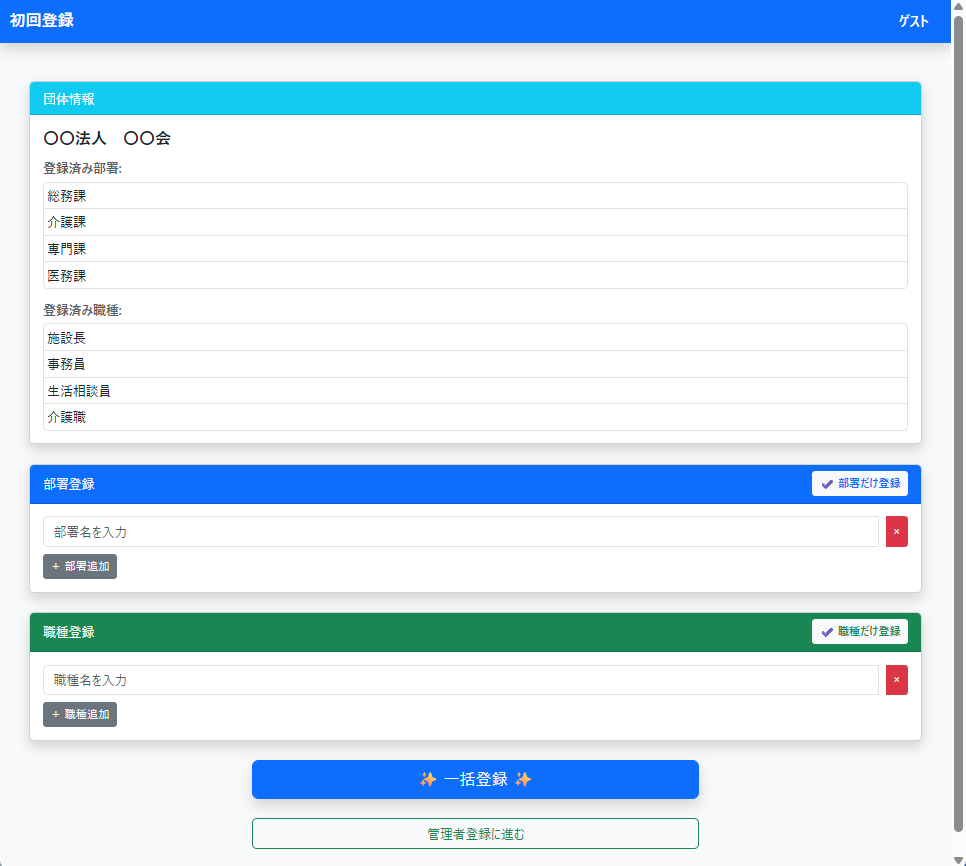 初回登録
ゲスト
団体情報
〇〇法人　〇〇会
登録済み部署:
総務課
介護課
専門課
医務課
登録済み職種:
施設長
事務員
生活相談員
介護職
部署登録
✔ 部署だけ登録
部署名を入力
×
+ 部署追加
職種登録
✔ 職種だけ登録
職種名を入力
×
+ 職種追加
✨ 一括登録 ✨
管理者登録に進む